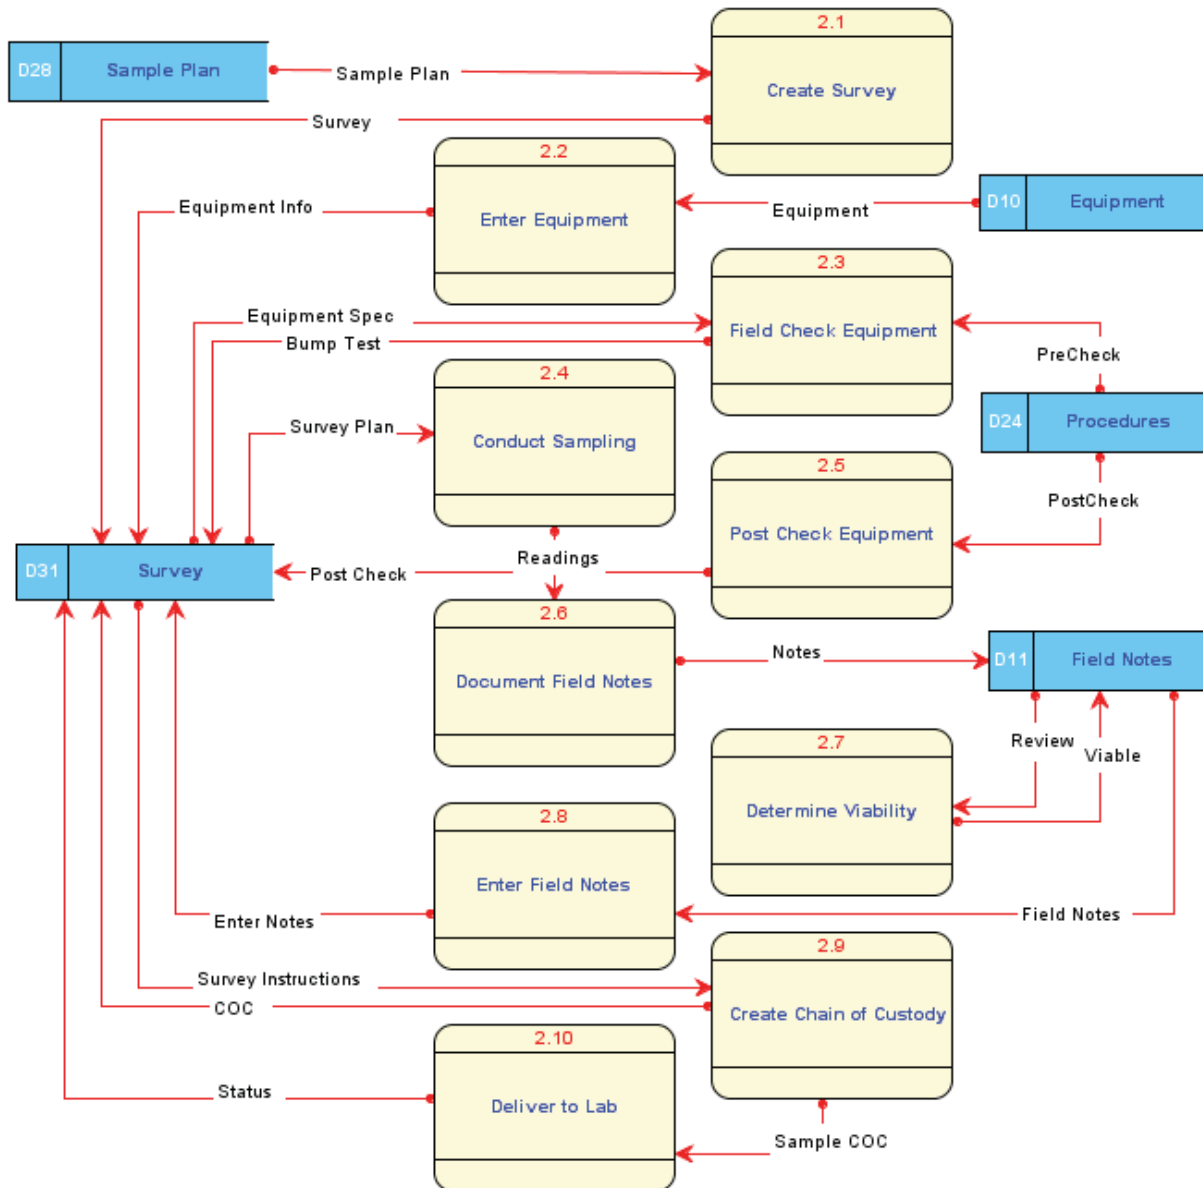 2.1
D28 Sample Plan
Sample Plan
Create Survey
Survey
2.2
Equipment Info
Enter Equipment
Equipment
D10 Equipment
2.3
Equipment Spec
Field Check Equipment
Bump Test
PreCheck
2.4
Survey Plan
Conduct Sampling
D24 Procedures
2.5
PostCheck
Post Check Equipment
Readings
D31 Survey
Post Check
2.6
Notes
D11 Field Notes
Document Field Notes
2.7
Review
Viable
Determine Viability
2.8
Enter Field Notes
Enter Notes
Field Notes
2.9
Survey Instructions
COC
Create Chain of Custody
2.10
Status
Deliver to Lab
Sample COC